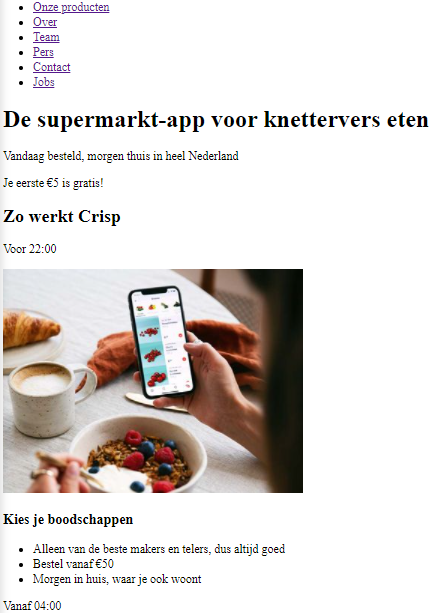 Onze producten
Over
Team
Pers
Contact
Jobs
De supermarkt-app voor knettervers eten
Vandaag besteld, morgen thuis in heel Nederland
Je eerste €5 is gratis!
Zo werkt Crisp
Voor 22:00
Kies je boodschappen
Alleen van de beste makers en telers, dus altijd goed
Bestel vanaf €50
Morgen in huis, waar je ook woont
Vanaf 04:00